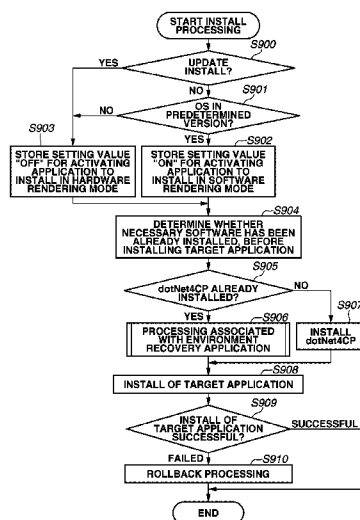 START INSTALL
PROCESSING
S900
YES
UPDATE
INSTALL?
S901
NO
NO
OS IN
PREDETERMINED
VERSION?
S903
YES
S902
STORE SETTING VALUE
"OFF" FOR ACTIVATING
APPLICATION TO
INSTALL IN HARDWARE
RENDERING MODE
STORE SETTING VALUE
"ON" FOR ACTIVATING
APPLICATION TO
INSTALL IN SOFTWARE
RENDERING MODE
S904
DETERMINE WHETHER
NECESSARY SOFTWARE HAS BEEN
ALREADY INSTALLED, BEFORE
INSTALLING TARGET APPLICATION
S905
dotNet4CP ALREADY
INSTALLED?
NO
YES
S906
S907
PROCESSING ASSOCIATED
WITH ENVIRONMENT
RECOVERY APPLICATION
INSTALL
dotNet4CP
S908
INSTALL OF TARGET APPLICATION
S909
INSTALL OF
TARGET APPLICATION
SUCCESSFUL?
SUCCESSFUL
FAILED
S910
ROLLBACK PROCESSING
END